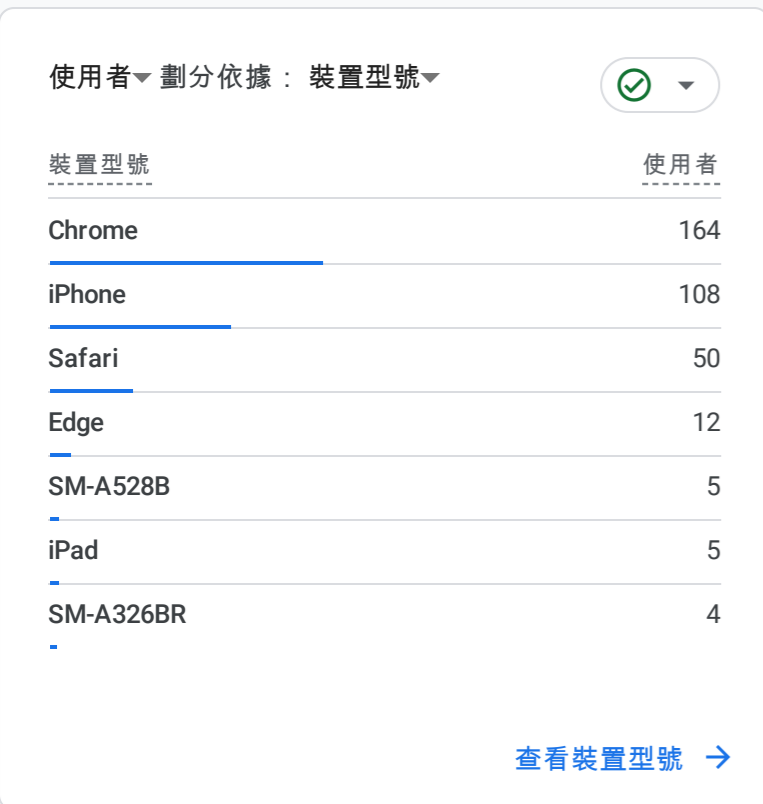 使用者 劃分依據： 裝置型號
裝置型號 使用者
Chrome 164
iPhone 108
Safari 50
Edge 12
SM-A528B 5
iPad 5
SM-A326BR 4
查看裝置型號